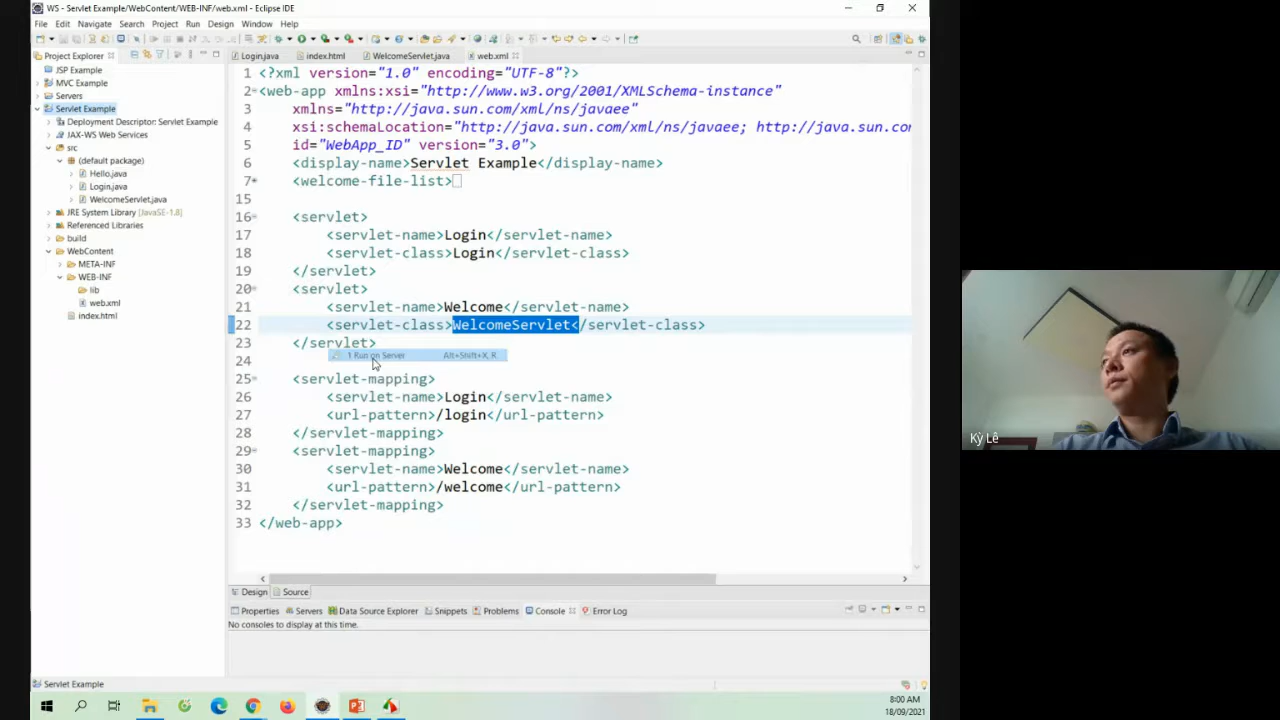 WS - Servlet Example/WebContent/WEB-INF/web.xml - Eclipse IDE
File Edit Navigate Search Project Run Design Window Help
Project Explorer
Login.java index.html WelcomeServlet.java web.xml
JSP Example
MVC Example
Servers
Servlet Example
Deployment Descriptor: Servlet Example
JAX-WS Web Services
src
(default package)
Hello.java
Login.java
WelcomeServlet.java
JRE System Library [JavaSE-1.8]
Referenced Libraries
build
WebContent
META-INF
WEB-INF
lib
web.xml
index.html
1 <?xml version="1.0" encoding="UTF-8"?>
2 <web-app xmlns:xsi="http://www.w3.org/2001/XMLSchema-instance"
3 xmlns="http://java.sun.com/xml/ns/javaee"
4 xsi:schemaLocation="http://java.sun.com/xml/ns/javaee; http://java.sun.co
5 id="WebApp_ID" version="3.0">
6 <display-name>Servlet Example</display-name>
7 <welcome-file-list>
15
16 <servlet>
17 <servlet-name>Login</servlet-name>
18 <servlet-class>Login</servlet-class>
19 </servlet>
20 <servlet>
21 <servlet-name>Welcome</servlet-name>
22 <servlet-class>WelcomeServlet</servlet-class>
23 </servlet>
1 Run on Server Alt+Shift+X, R
24
25 <servlet-mapping>
26 <servlet-name>Login</servlet-name>
27 <url-pattern>/login</url-pattern>
28 </servlet-mapping>
29 <servlet-mapping>
30 <servlet-name>Welcome</servlet-name>
31 <url-pattern>/welcome</url-pattern>
32 </servlet-mapping>
33 </web-app>
Design Source
Properties Servers Data Source Explorer Snippets Problems Console Error Log
No consoles to display at this time.
Servlet Example
8:00 AM
18/09/2021
Kỳ Lê